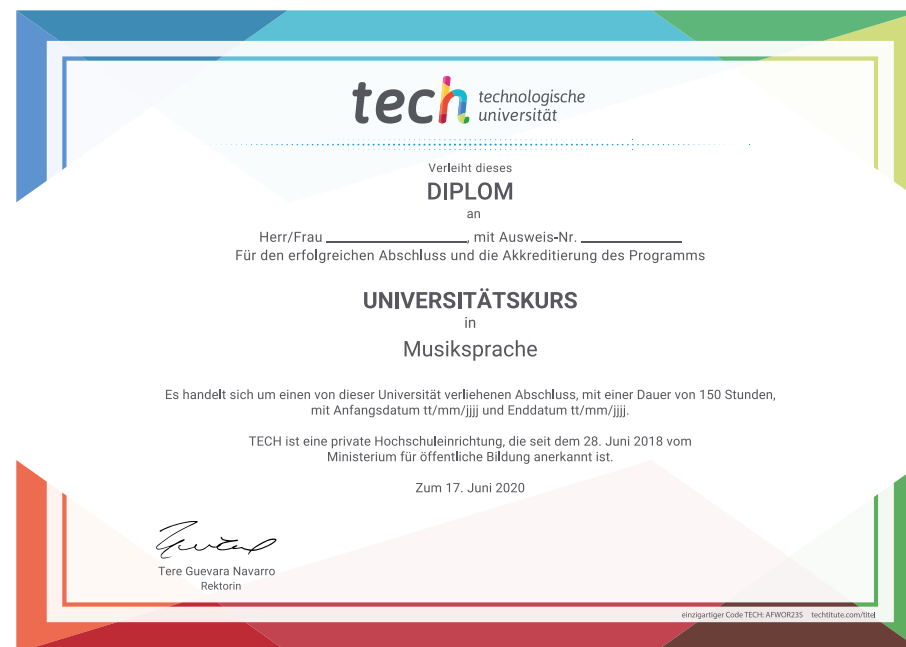 tech technologische
universität
Verleiht dieses
DIPLOM
an
Herr/Frau ____________________, mit Ausweis-Nr. ______________
Für den erfolgreichen Abschluss und die Akkreditierung des Programms
UNIVERSITÄTSKURS
in
Musiksprache
Es handelt sich um einen von dieser Universität verliehenen Abschluss, mit einer Dauer von 150 Stunden,
mit Anfangsdatum tt/mm/jjjj und Enddatum tt/mm/jjjj.
TECH ist eine private Hochschuleinrichtung, die seit dem 28. Juni 2018 vom
Ministerium für öffentliche Bildung anerkannt ist.
Zum 17. Juni 2020
Tere Guevara Navarro
Rektorin
einzigartiger Code TECH: AFWOR23S techtitute.com/titel